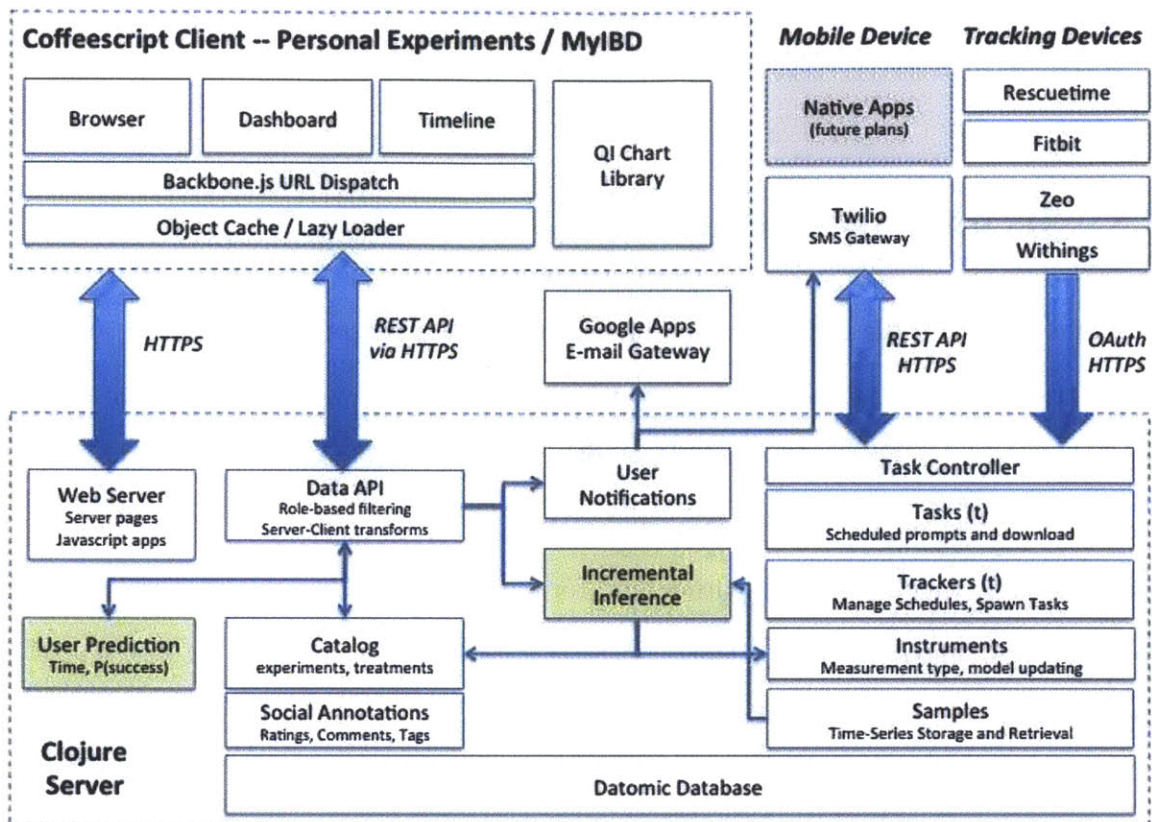 Coffeescript Client -- Personal Experiments / MyIBD
Browser
Dashboard
Timeline
Backbone.js URL Dispatch
Object Cache / Lazy Loader
QI Chart
Library
Mobile Device
Native Apps
(future plans)
Twilio
SMS Gateway
Tracking Devices
Rescuetime
Fitbit
Zeo
Withings
HTTPS
REST API
via HTTPS
Google Apps
E-mail Gateway
REST API
HTTPS
OAuth
HTTPS
Web Server
Server pages
Javascript apps
Data API
Role-based filtering
Server-Client transforms
User
Notifications
Incremental
Inference
User Prediction
Time, P(success)
Catalog
experiments, treatments
Social Annotations
Ratings, Comments, Tags
Task Controller
Tasks (t)
Scheduled prompts and download
Trackers (t)
Manage Schedules, Spawn Tasks
Instruments
Measurement type, model updating
Samples
Time-Series Storage and Retrieval
Clojure
Server
Datomic Database